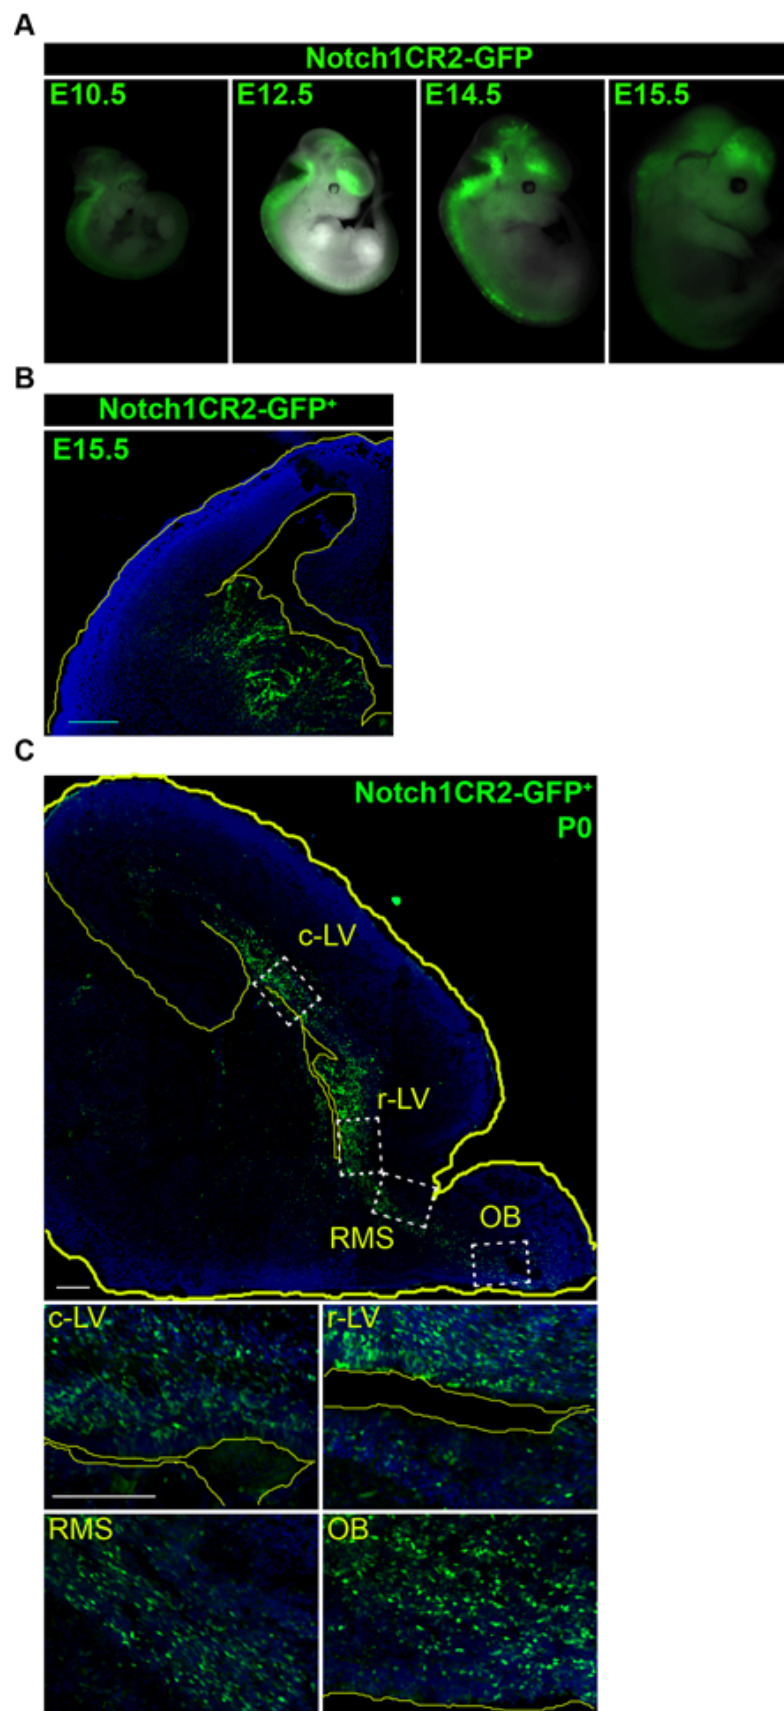 A
Notch1CR2-GFP
E10.5
E12.5
E14.5
E15.5
B
Notch1CR2-GFP⁺
E15.5
C
Notch1CR2-GFP⁺
P0
c-LV
r-LV
RMS
OB
c-LV
r-LV
RMS
OB